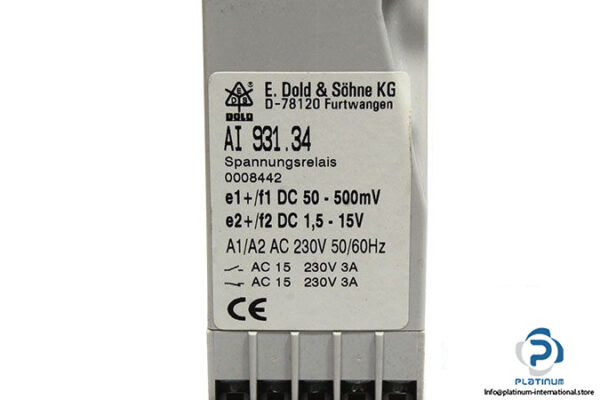 E. Dold & Söhne KG
D-78120 Furtwangen
E D S ®
DOLD
AI 931.34
Spannungsrelais
0008442
e1+/f1 DC 50 - 500mV
e2+/f2 DC 1,5 - 15V
A1/A2 AC 230V 50/60Hz
AC 15 230V 3A
AC 15 230V 3A
CE
PLATINUM
www.platinum-international.store